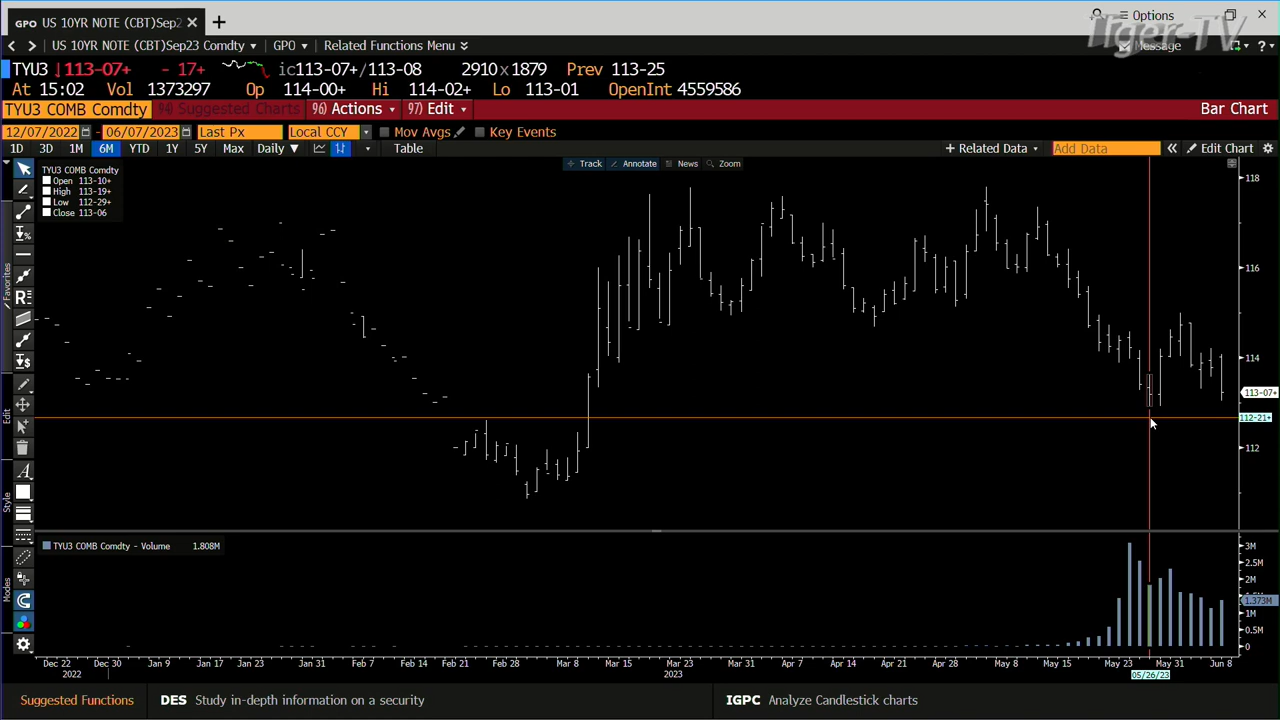 GPO US 10YR NOTE (CBT)Sep2
Options
US 10YR NOTE (CBT)Sep23 Comdty GPO Related Functions Menu
Message
Tiger-TV
TYU3 ↓113-07+ - 17+ ic113-07+/113-08 2910x1879 Prev 113-25
At 15:02 Vol 1373297 Op 114-00+ Hi 114-02+ Lo 113-01 OpenInt 4559586
TYU3 COMB Comdty 94) Suggested Charts 96) Actions 97) Edit Bar Chart
12/07/2022 - 06/07/2023 Last Px Local CCY Mov Avgs Key Events
1D 3D 1M 6M YTD 1Y 5Y Max Daily ▼ Table + Related Data Add Data « Edit Chart
Track Annotate News Zoom
TYU3 COMB Comdty
Open 113-10+
High 113-19+
Low 112-29+
Close 113-06
118
116
114
113-07+
112-21+
112
Favorites
Edit
Style
Modes
TYU3 COMB Comdty - Volume 1.808M
3M
2.5M
2M
1.373M
1M
0.5M
0
Dec 22 Dec 30 Jan 9 Jan 17 Jan 23 Jan 31 Feb 7 Feb 14 Feb 21 Feb 28 Mar 8 Mar 15 Mar 23 Mar 31 Apr 7 Apr 14 Apr 21 Apr 28 May 8 May 15 May 23 May 31 Jun 8
2022 2023 05/26/23
Suggested Functions DES Study in-depth information on a security IGPC Analyze Candlestick charts